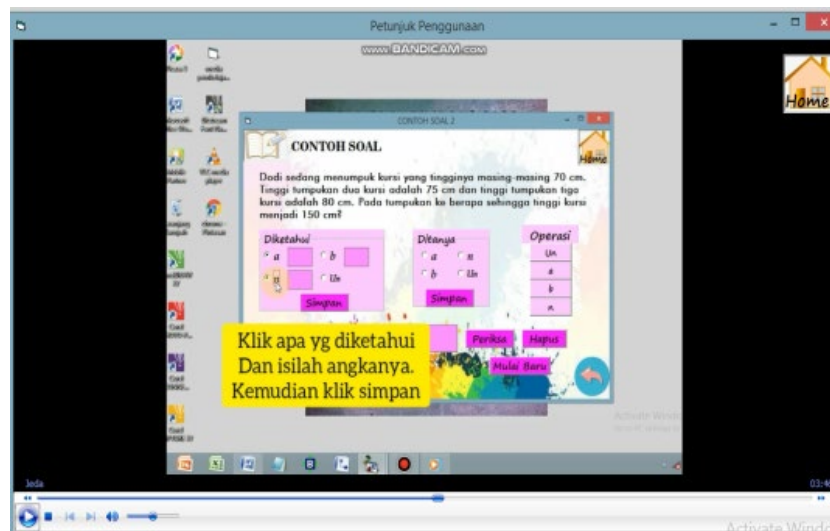 Petunjuk Penggunaan
www.BANDICAM.com
Home
CONTOH SOAL 2
CONTOH SOAL
Home
Dodi sedang menumpuk kursi yang tingginya masing-masing 70 cm.
Tinggi tumpukan dua kursi adalah 75 cm dan tinggi tumpukan tiga
kursi adalah 80 cm. Pada tumpukan ke berapa sehingga tinggi kursi
menjadi 150 cm?
Diketahui
a b
n Un
Simpan
Ditanya
a n
b Un
Simpan
Operasi
Un
a
b
n
Periksa Hapus
Mulai Baru
Klik apa yg diketahui
Dan isilah angkanya.
Kemudian klik simpan
Jeda
Activate Windo